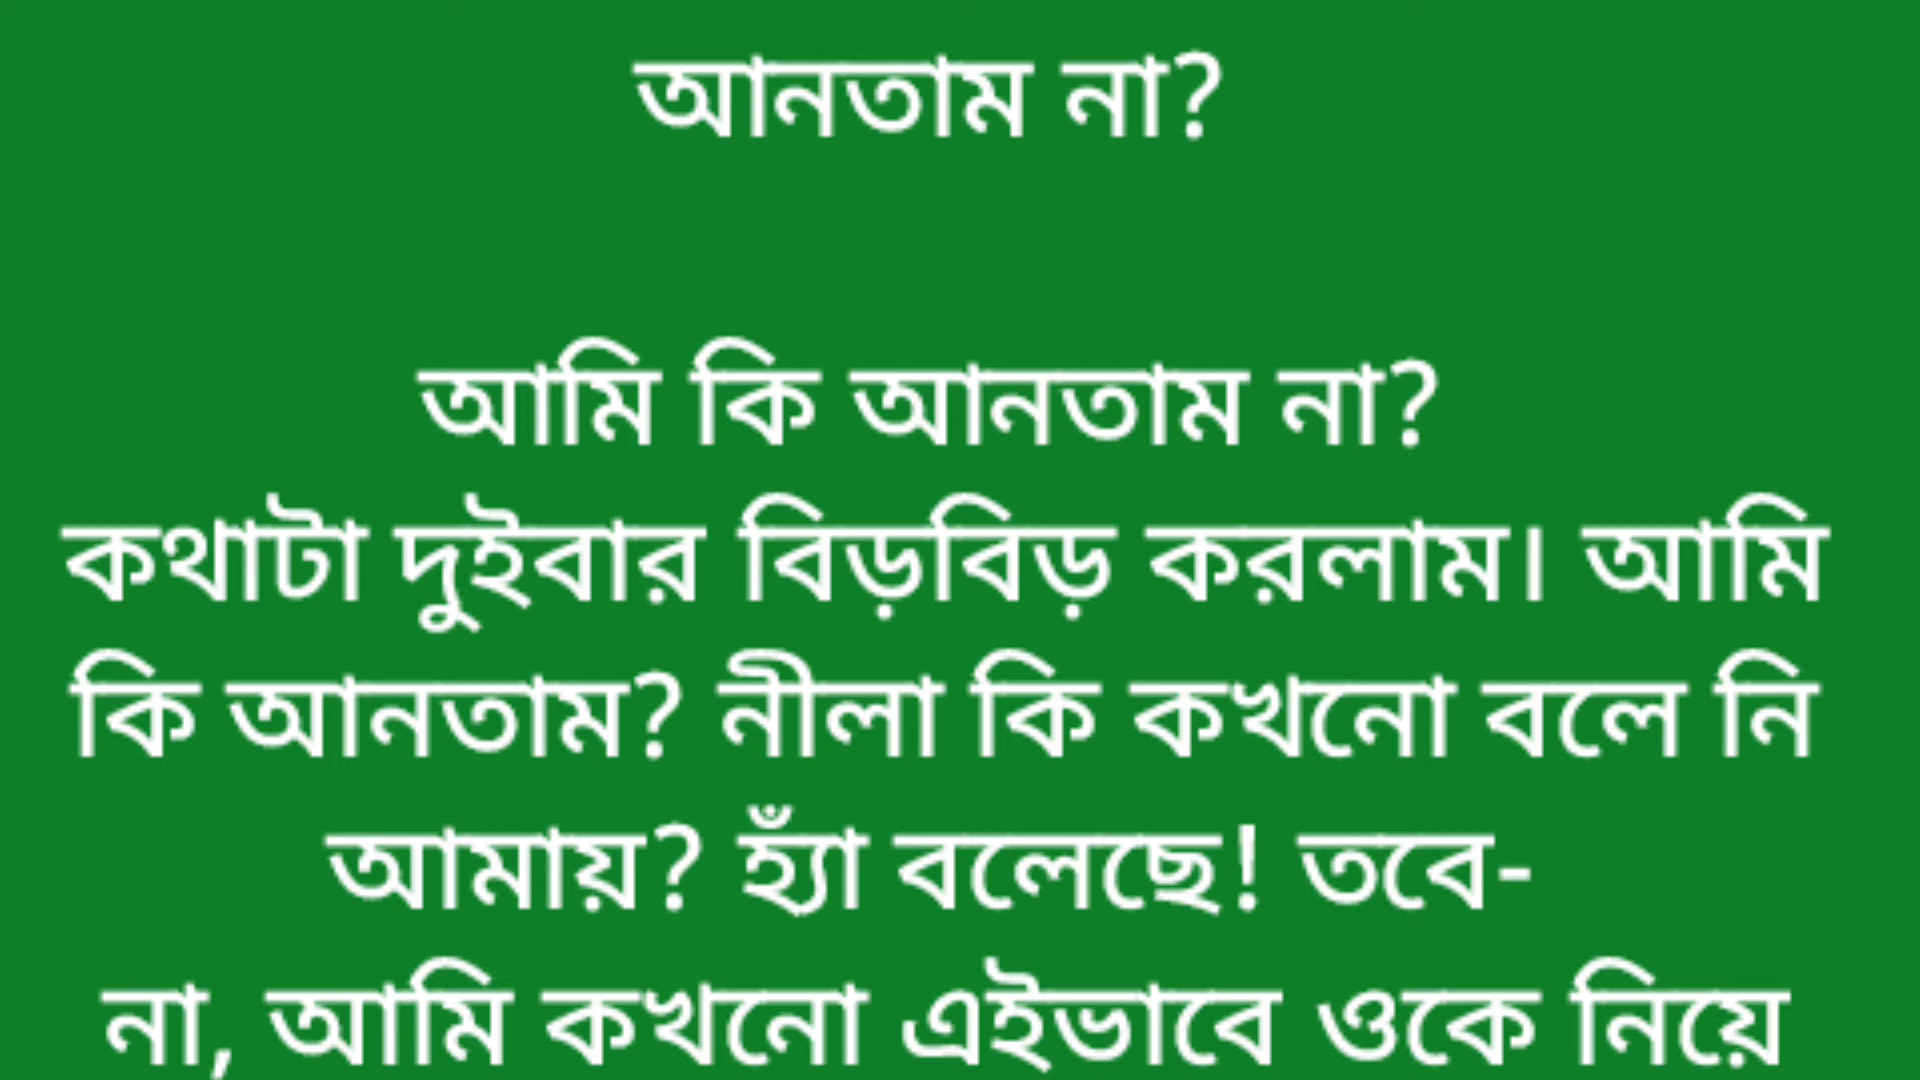 আনতাম না?
আমি কি আনতাম না?
কথাটা দুইবার বিড়বিড় করলাম। আমি
কি আনতাম? নীলা কি কখনো বলে নি
আমায়? হ্যাঁ বলেছে! তবে-
না, আমি কখনো এইভাবে ওকে নিয়ে